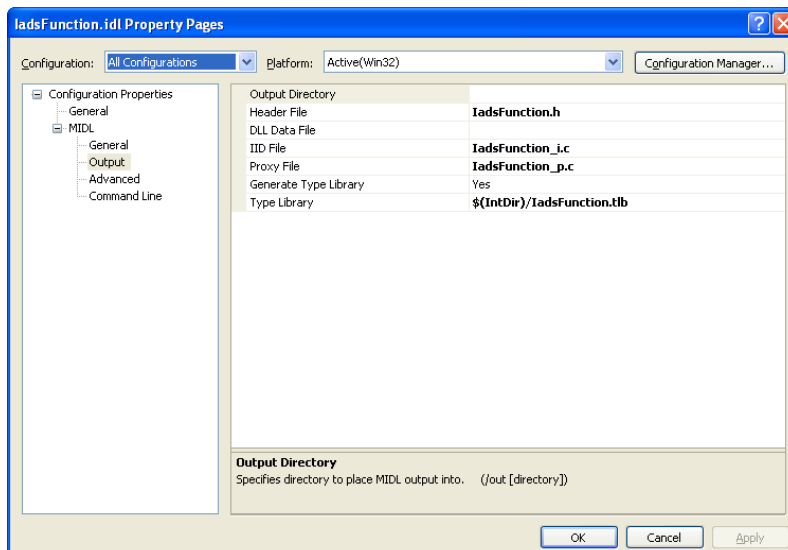 IadsFunction.idl Property Pages
Configuration: All Configurations Platform: Active(Win32) Configuration Manager...
Configuration Properties
General
MIDL
General
Output
Advanced
Command Line
Output Directory
Header File IadsFunction.h
DLL Data File
IID File IadsFunction_i.c
Proxy File IadsFunction_p.c
Generate Type Library Yes
Type Library $(IntDir)/IadsFunction.tlb
Output Directory
Specifies directory to place MIDL output into. (/out [directory])
OK Cancel Apply